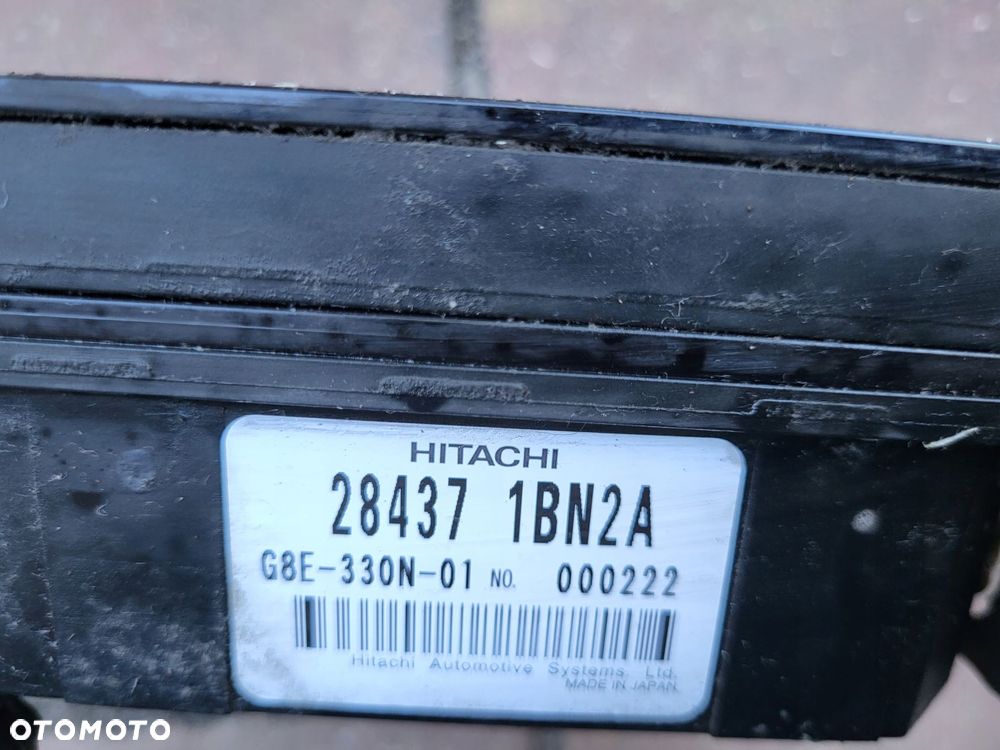 HITACHI
28437 1BN2A
G8E-330N-01 NO. 000222
Hitachi Automotive Systems, Ltd.
MADE IN JAPAN
OTOMOTO